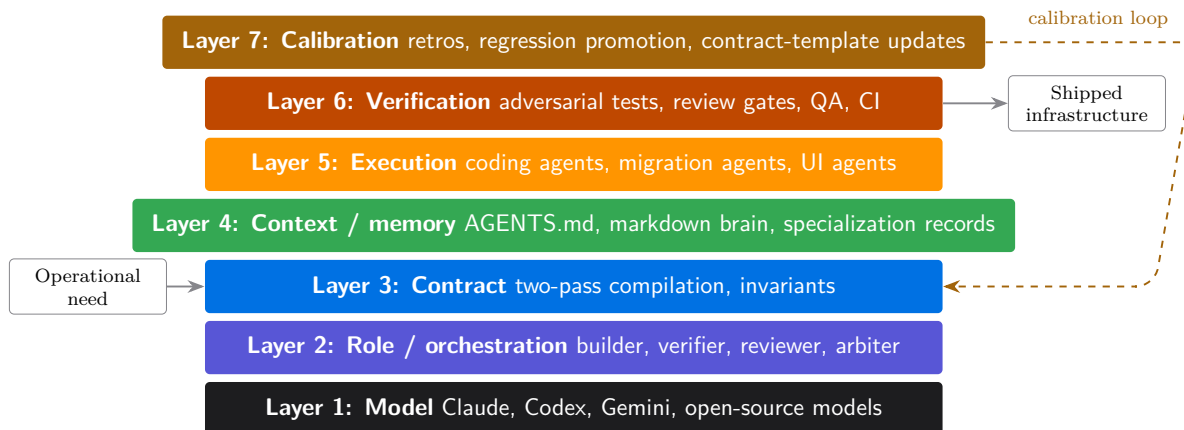 calibration loop
Layer 7: Calibration retros, regression promotion, contract-template updates
Layer 6: Verification adversarial tests, review gates, QA, CI
Shipped
infrastructure
Layer 5: Execution coding agents, migration agents, UI agents
Layer 4: Context / memory AGENTS.md, markdown brain, specialization records
Operational
need
Layer 3: Contract two-pass compilation, invariants
Layer 2: Role / orchestration builder, verifier, reviewer, arbiter
Layer 1: Model Claude, Codex, Gemini, open-source models